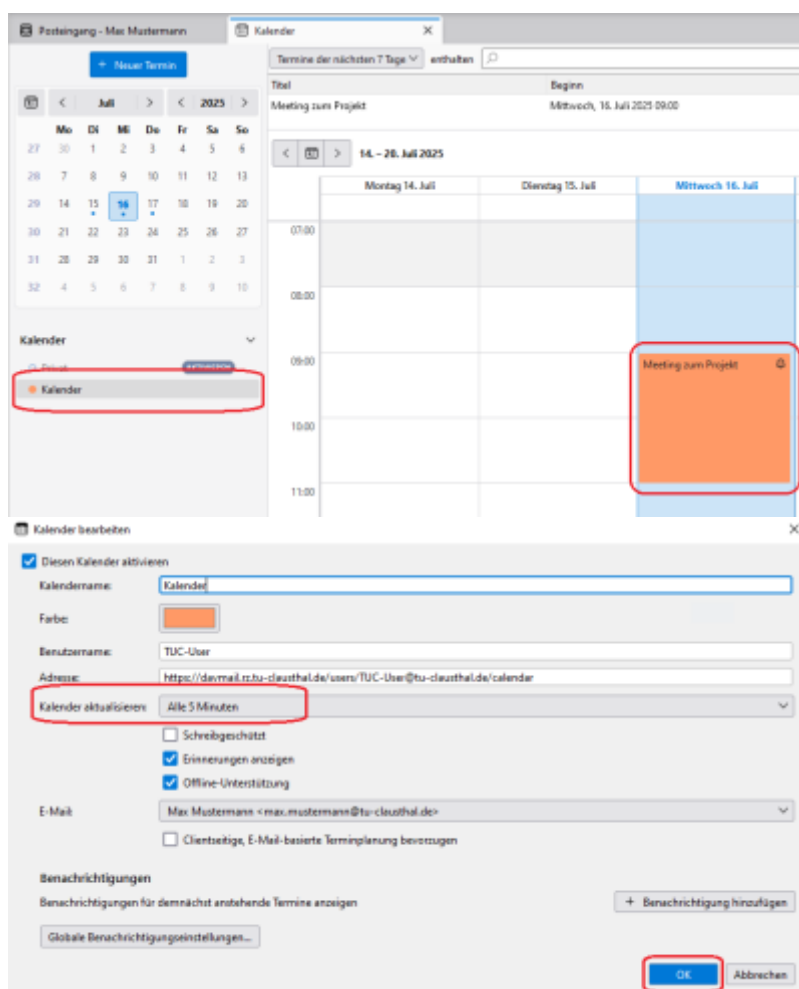 Posteingang - Max Mustermann
Kalender
+ Neuer Termin
Termine der nächsten 7 Tage enthalten
Titel Beginn
Meeting zum Projekt Mittwoch, 16. Juli 2025 09:00
Juli 2025
Mo Di Mi Do Fr Sa So
27 30 1 2 3 4 5 6
28 7 8 9 10 11 12 13
29 14 15 16 17 18 19 20
30 21 22 23 24 25 26 27
31 28 29 30 31 1 2 3
32 4 5 6 7 8 9 10
14. – 20. Juli 2025
Montag 14. Juli Dienstag 15. Juli Mittwoch 16. Juli
07:00
08:00
09:00
10:00
11:00
Meeting zum Projekt
Kalender
Privat
Kalender
Kalender bearbeiten
Diesen Kalender aktivieren
Kalendername: Kalender
Farbe:
Benutzername: TUC-User
Adresse: https://davmail.rz.tu-clausthal.de/users/TUC-User@tu-clausthal.de/calendar
Kalender aktualisieren: Alle 5 Minuten
Schreibgeschützt
Erinnerungen anzeigen
Offline-Unterstützung
E-Mail: Max Mustermann <max.mustermann@tu-clausthal.de>
Clientseitige, E-Mail-basierte Terminplanung bevorzugen
Benachrichtigungen
Benachrichtigungen für demnächst anstehende Termine anzeigen
+ Benachrichtigung hinzufügen
Globale Benachrichtigungseinstellungen...
OK Abbrechen